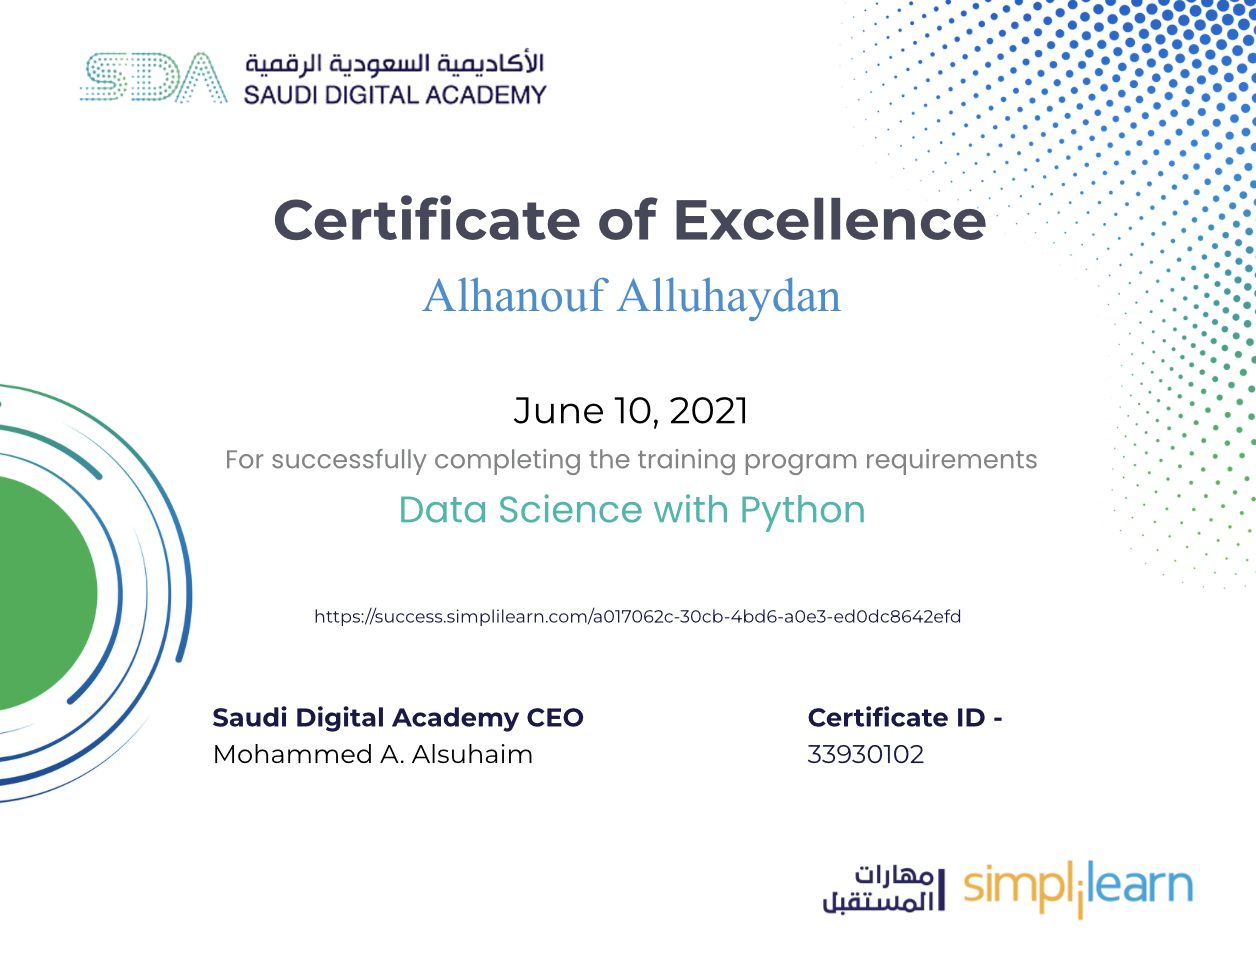 SDA
الأكاديمية السعودية الرقمية
SAUDI DIGITAL ACADEMY
Certificate of Excellence
Alhanouf Alluhaydan
June 10, 2021
For successfully completing the training program requirements
Data Science with Python
https://success.simplilearn.com/a017062c-30cb-4bd6-a0e3-ed0dc8642efd
Saudi Digital Academy CEO
Mohammed A. Alsuhaim
Certificate ID -
33930102
مهارات
المستقبل
simplilearn